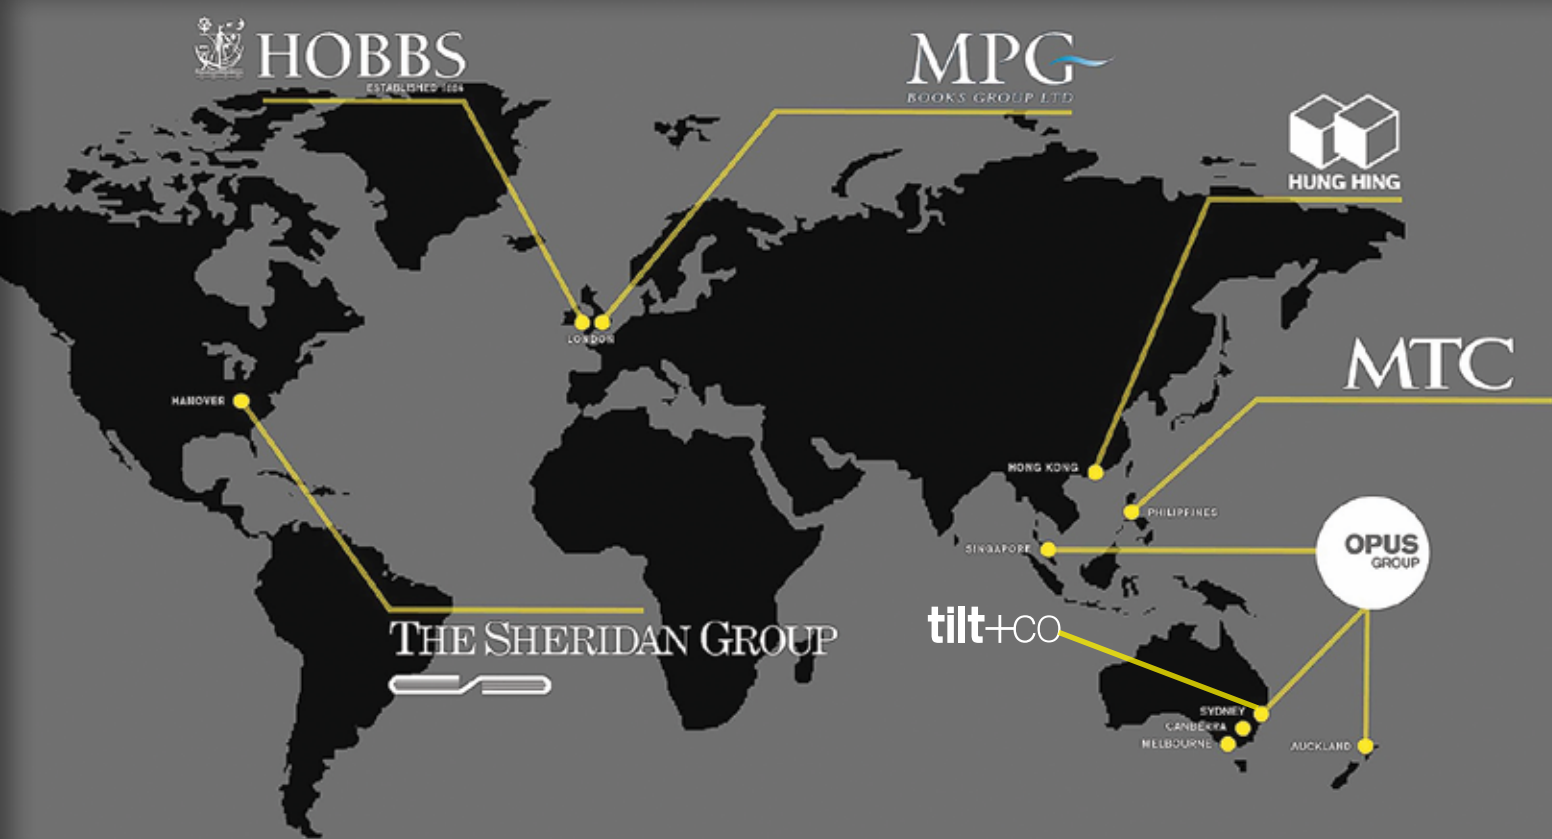 HOBBS
ESTABLISHED 1884
MPG
BOOKS GROUP LTD
HUNG HING
LONDON
MTC
HANOVER
HONG KONG
PHILIPPINES
SINGAPORE
OPUS
GROUP
tilt+co
THE SHERIDAN GROUP
SYDNEY
CANBERRA
MELBOURNE
AUCKLAND